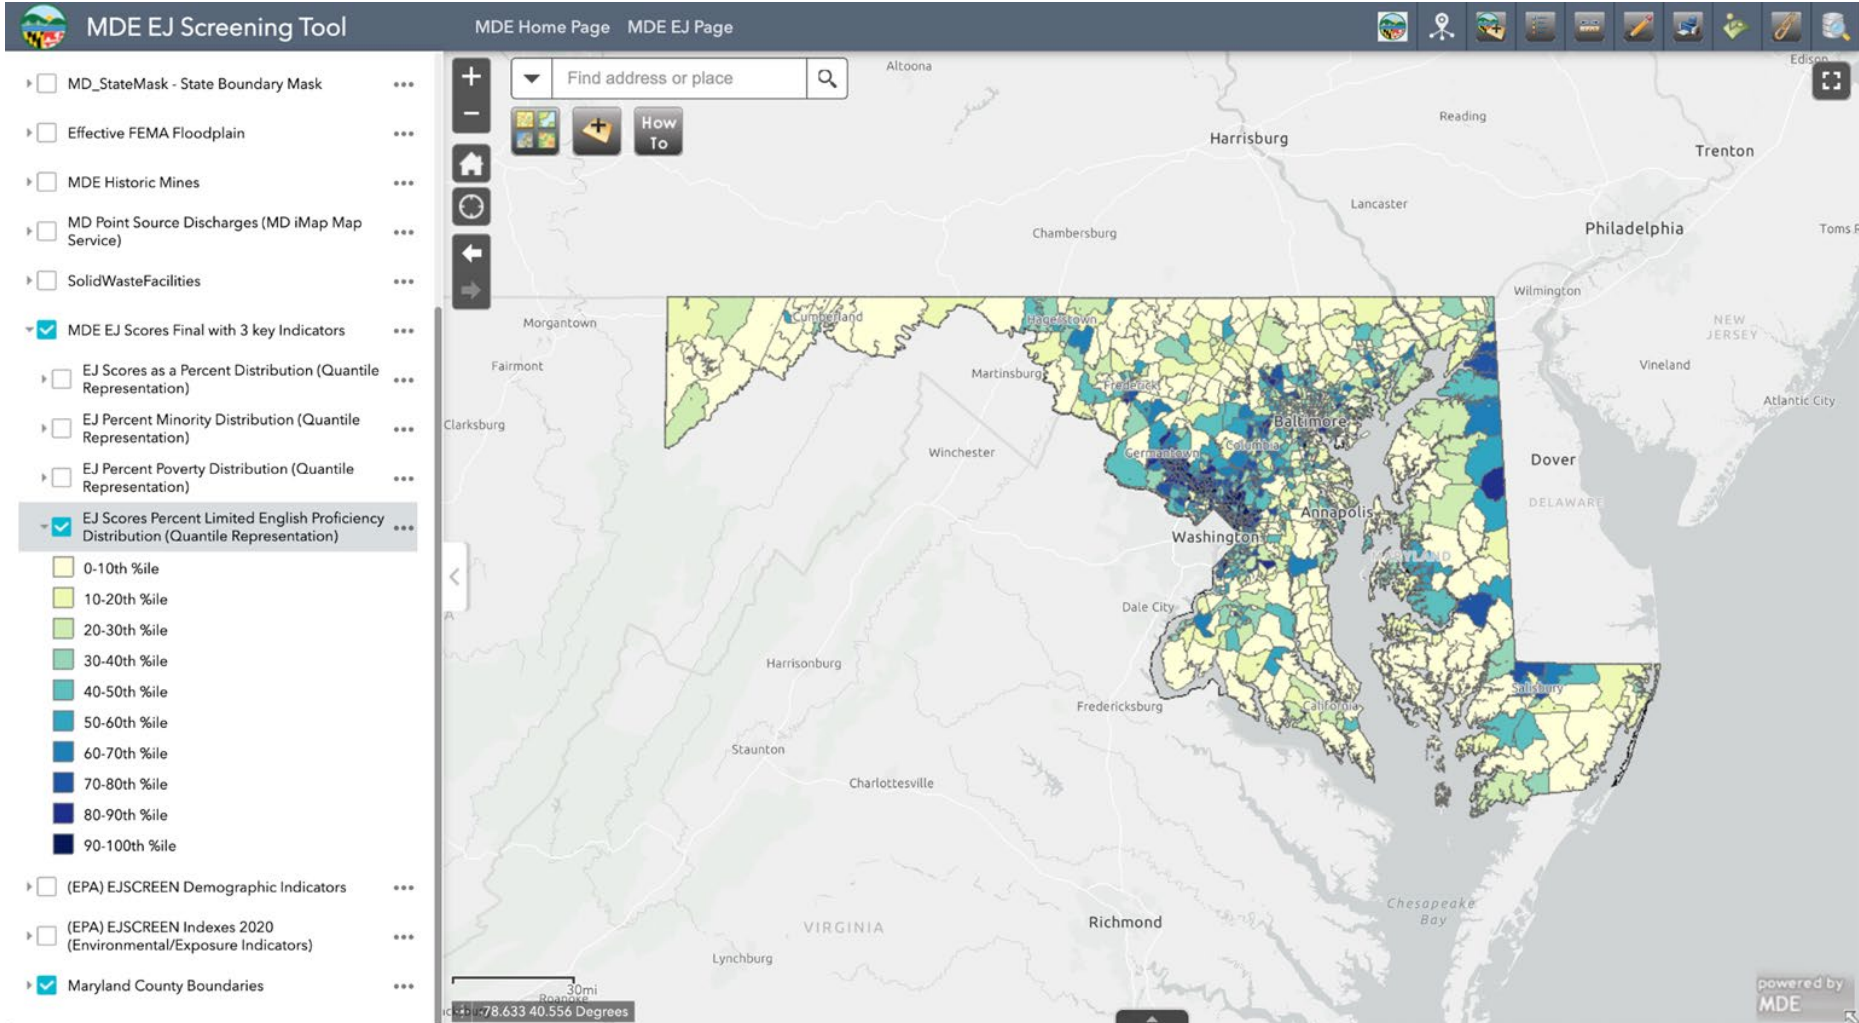 MDE EJ Screening Tool
MDE Home Page
MDE EJ Page
MD_StateMask - State Boundary Mask
Effective FEMA Floodplain
MDE Historic Mines
MD Point Source Discharges (MD iMap Map
Service)
SolidWasteFacilities
MDE EJ Scores Final with 3 key Indicators
EJ Scores as a Percent Distribution (Quantile
Representation)
EJ Percent Minority Distribution (Quantile
Representation)
EJ Percent Poverty Distribution (Quantile
Representation)
EJ Scores Percent Limited English Proficiency
Distribution (Quantile Representation)
0-10th %ile
10-20th %ile
20-30th %ile
30-40th %ile
40-50th %ile
50-60th %ile
60-70th %ile
70-80th %ile
80-90th %ile
90-100th %ile
(EPA) EJSCREEN Demographic Indicators
(EPA) EJSCREEN Indexes 2020
(Environmental/Exposure Indicators)
Maryland County Boundaries
Find address or place
How
To
Altoona
Edison
Harrisburg
Reading
Trenton
Lancaster
Philadelphia
Toms R
Chambersburg
Wilmington
Morgantown
Cumberland
Hagerstown
NEW
JERSEY
Fairmont
Martinsburg
Frederick
Vineland
Atlantic City
Clarksburg
Winchester
Baltimore
Columbia
Germantown
Dover
DELAWARE
Annapolis
Washington
MARYLAND
Dale City
Harrisonburg
Salisbury
Fredericksburg
California
Staunton
Charlottesville
Chesapeake
Bay
Richmond
VIRGINIA
Lynchburg
30mi
Roanoke
-78.633 40.556 Degrees
powered by
MDE